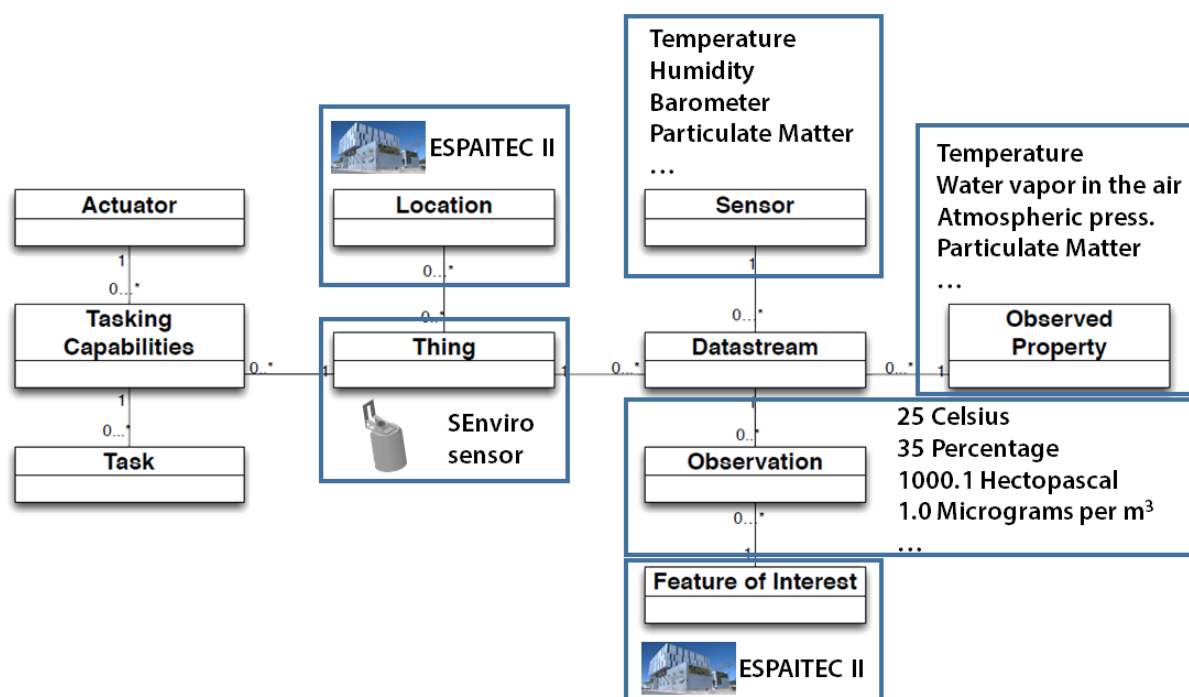 Temperature
Humidity
Barometer
Particulate Matter
...
ESPAITEC II
Temperature
Water vapor in the air
Atmospheric press.
Particulate Matter
...
Actuator
Location
Sensor
1
0...*
0...*
1
0..*
0...*
Tasking
Capabilities
Thing
Datastream
Observed
Property
0..*
1
1
0...*
0...*
1
1
0...*
1
0..*
SEnviro
sensor
25 Celsius
35 Percentage
1000.1 Hectopascal
1.0 Micrograms per m³
...
Task
Observation
0...*
1
Feature of Interest
ESPAITEC II